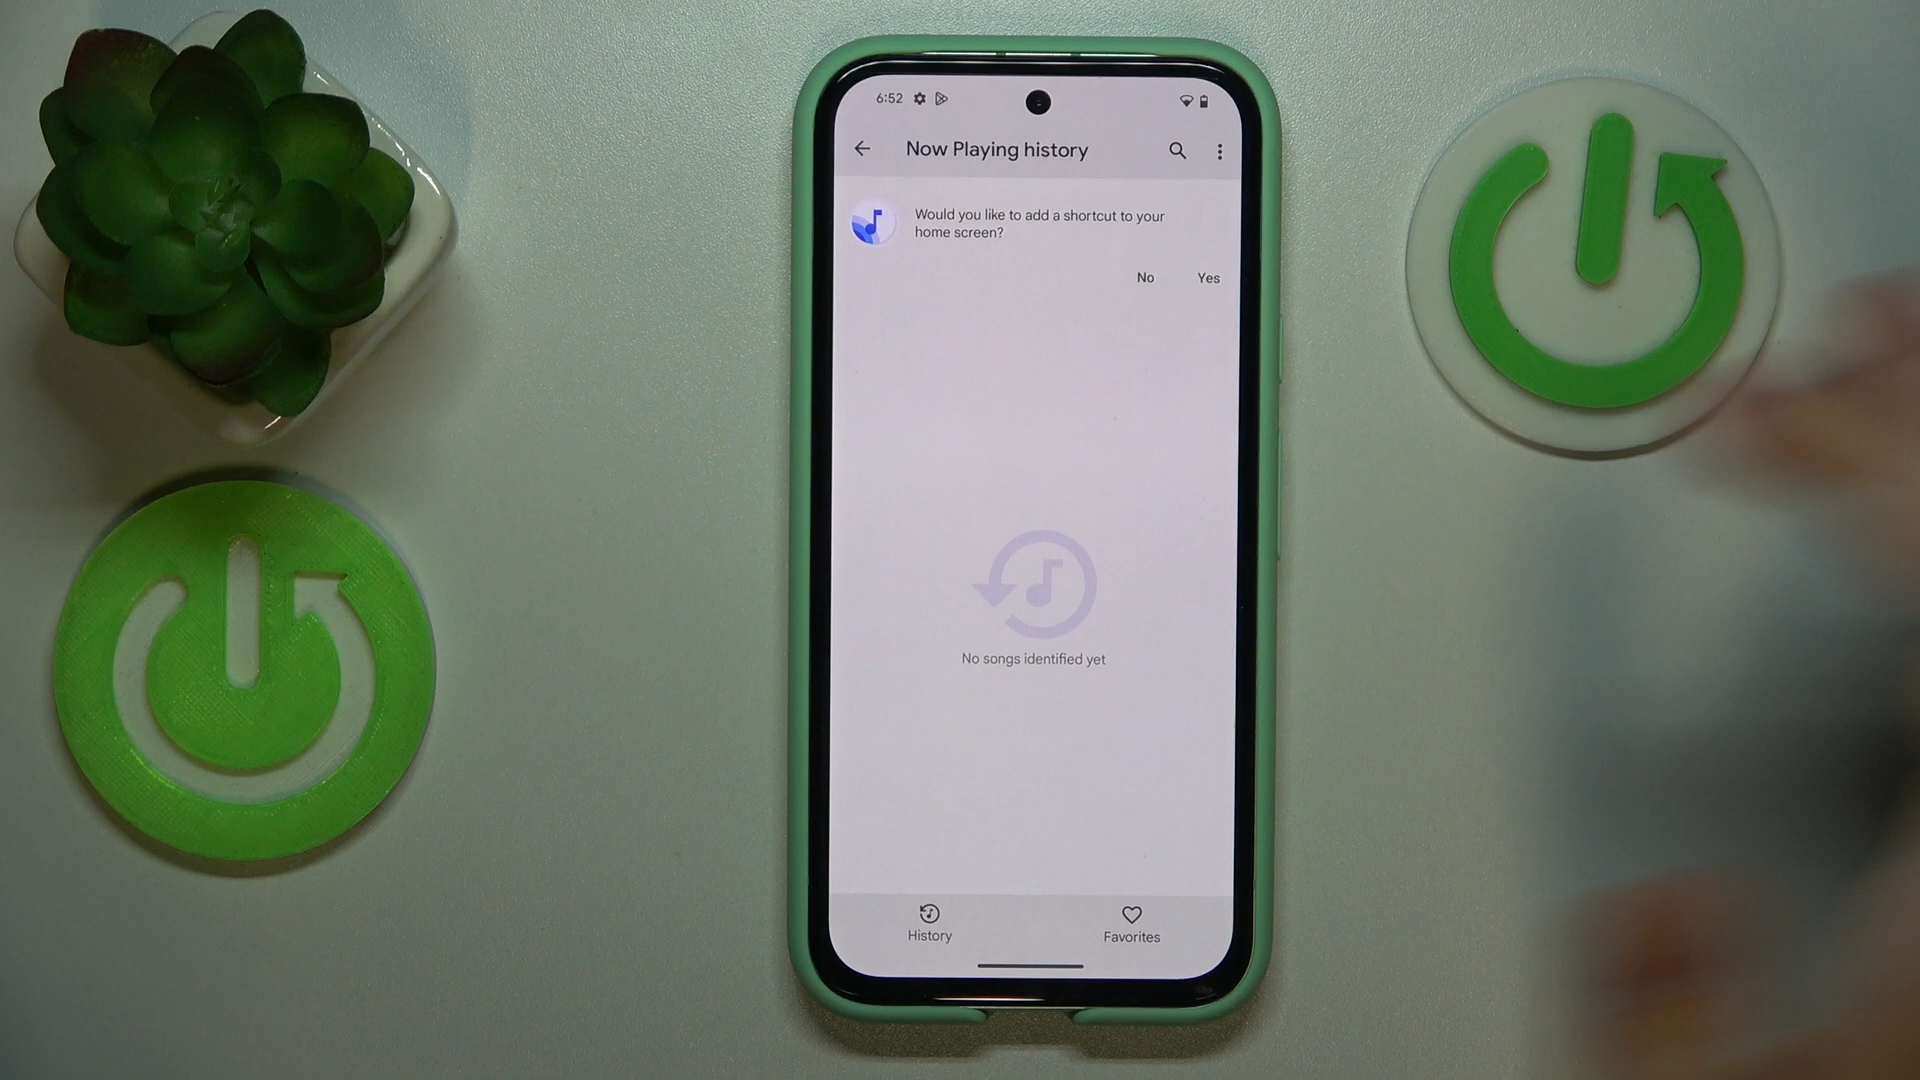 6:52
Now Playing history
Would you like to add a shortcut to your
home screen?
No Yes
No songs identified yet
History Favorites